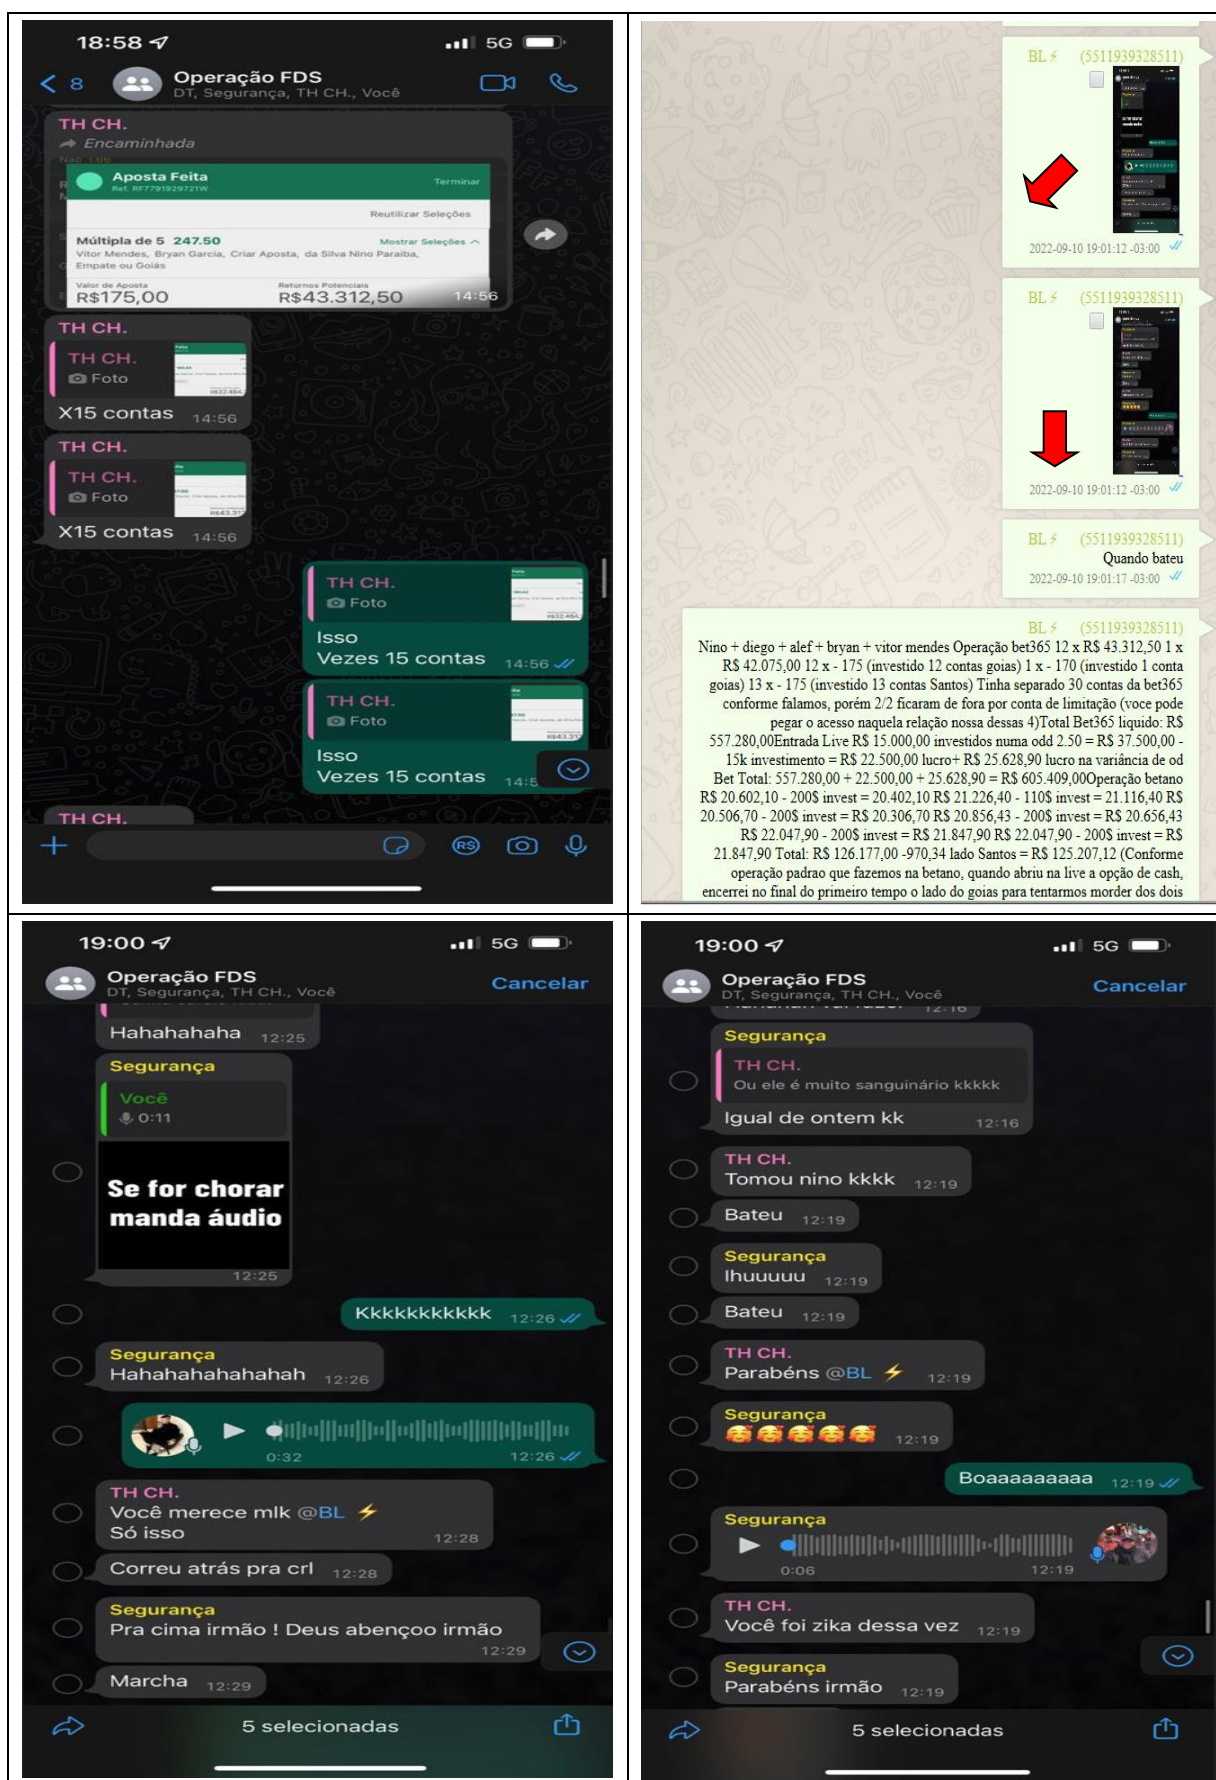 18:58
5G
8
Operação FDS
DT, Segurança, TH CH., Você
TH CH.
Encaminhada
Aposta Feita
Ref. RF7791929721W
Terminar
Reutilizar Seleções
Múltipla de 5 247.50
Mostrar Seleções
Vitor Mendes, Bryan Garcia, Criar Aposta, da Silva Nino Paraíba,
Empate ou Goiás
Valor de Aposta
Retornos Potenciais
R$175,00
R$43.312,50
14:56
TH CH.
TH CH.
Foto
X15 contas 14:56
TH CH.
TH CH.
Foto
X15 contas 14:56
TH CH.
Foto
Isso
Vezes 15 contas 14:56
TH CH.
Foto
Isso
Vezes 15 contas
TH CH.
R$
BL⚡ (5511939328511)
2022-09-10 19:01:12 -03:00
BL⚡ (5511939328511)
2022-09-10 19:01:12 -03:00
BL⚡ (5511939328511)
Quando bateu
2022-09-10 19:01:17 -03:00
BL⚡ (5511939328511)
Nino + diego + alef + bryan + vitor mendes Operação bet365 12 x R$ 43.312,50 1 x
R$ 42.075,00 12 x - 175 (investido 12 contas goias) 1 x - 170 (investido 1 conta
goias) 13 x - 175 (investido 13 contas Santos) Tinha separado 30 contas da bet365
conforme falamos, porém 2/2 ficaram de fora por conta de limitação (voce pode
pegar o acesso naquela relação nossa dessas 4)Total Bet365 liquido: R$
557.280,00Entrada Live R$ 15.000,00 investidos numa odd 2.50 = R$ 37.500,00 -
15k investimento = R$ 22.500,00 lucro+ R$ 25.628,90 lucro na variância de od
Bet Total: 557.280,00 + 22.500,00 + 25.628,90 = R$ 605.409,00Operação betano
R$ 20.602,10 - 200$ invest = 20.402,10 R$ 21.226,40 - 110$ invest = 21.116,40 R$
20.506,70 - 200$ invest = R$ 20.306,70 R$ 20.856,43 - 200$ invest = R$ 20.656,43
R$ 22.047,90 - 200$ invest = R$ 21.847,90 R$ 22.047,90 - 200$ invest = R$
21.847,90 Total: R$ 126.177,00 -970,34 lado Santos = R$ 125.207,12 (Conforme
operação padrao que fazemos na betano, quando abriu na live a opção de cash,
encerrei no final do primeiro tempo o lado do goias para tentarmos morder dos dois
19:00
5G
Operação FDS
DT, Segurança, TH CH., Você
Cancelar
Hahahahaha 12:25
Segurança
Você
0:11
Se for chorar
manda áudio
12:25
Kkkkkkkkkkk 12:26
Segurança
Hahahahahahahah 12:26
0:32
12:26
TH CH.
Você merece mlk @BL ⚡
Só isso
12:28
Correu atrás pra crl 12:28
Segurança
Pra cima irmão ! Deus abençoo irmão
12:29
Marcha 12:29
5 selecionadas
19:00
5G
Operação FDS
DT, Segurança, TH CH., Você
Cancelar
12:16
Segurança
TH CH.
Ou ele é muito sanguinário kkkkk
Igual de ontem kk
12:16
TH CH.
Tomou nino kkkk 12:19
Bateu 12:19
Segurança
Ihuuuuu 12:19
Bateu 12:19
TH CH.
Parabéns @BL ⚡ 12:19
Segurança
🥰🥰🥰🥰🥰 12:19
Boaaaaaaaaa 12:19
Segurança
0:06
12:19
TH CH.
Você foi zika dessa vez 12:19
Segurança
Parabéns irmão 12:19
5 selecionadas